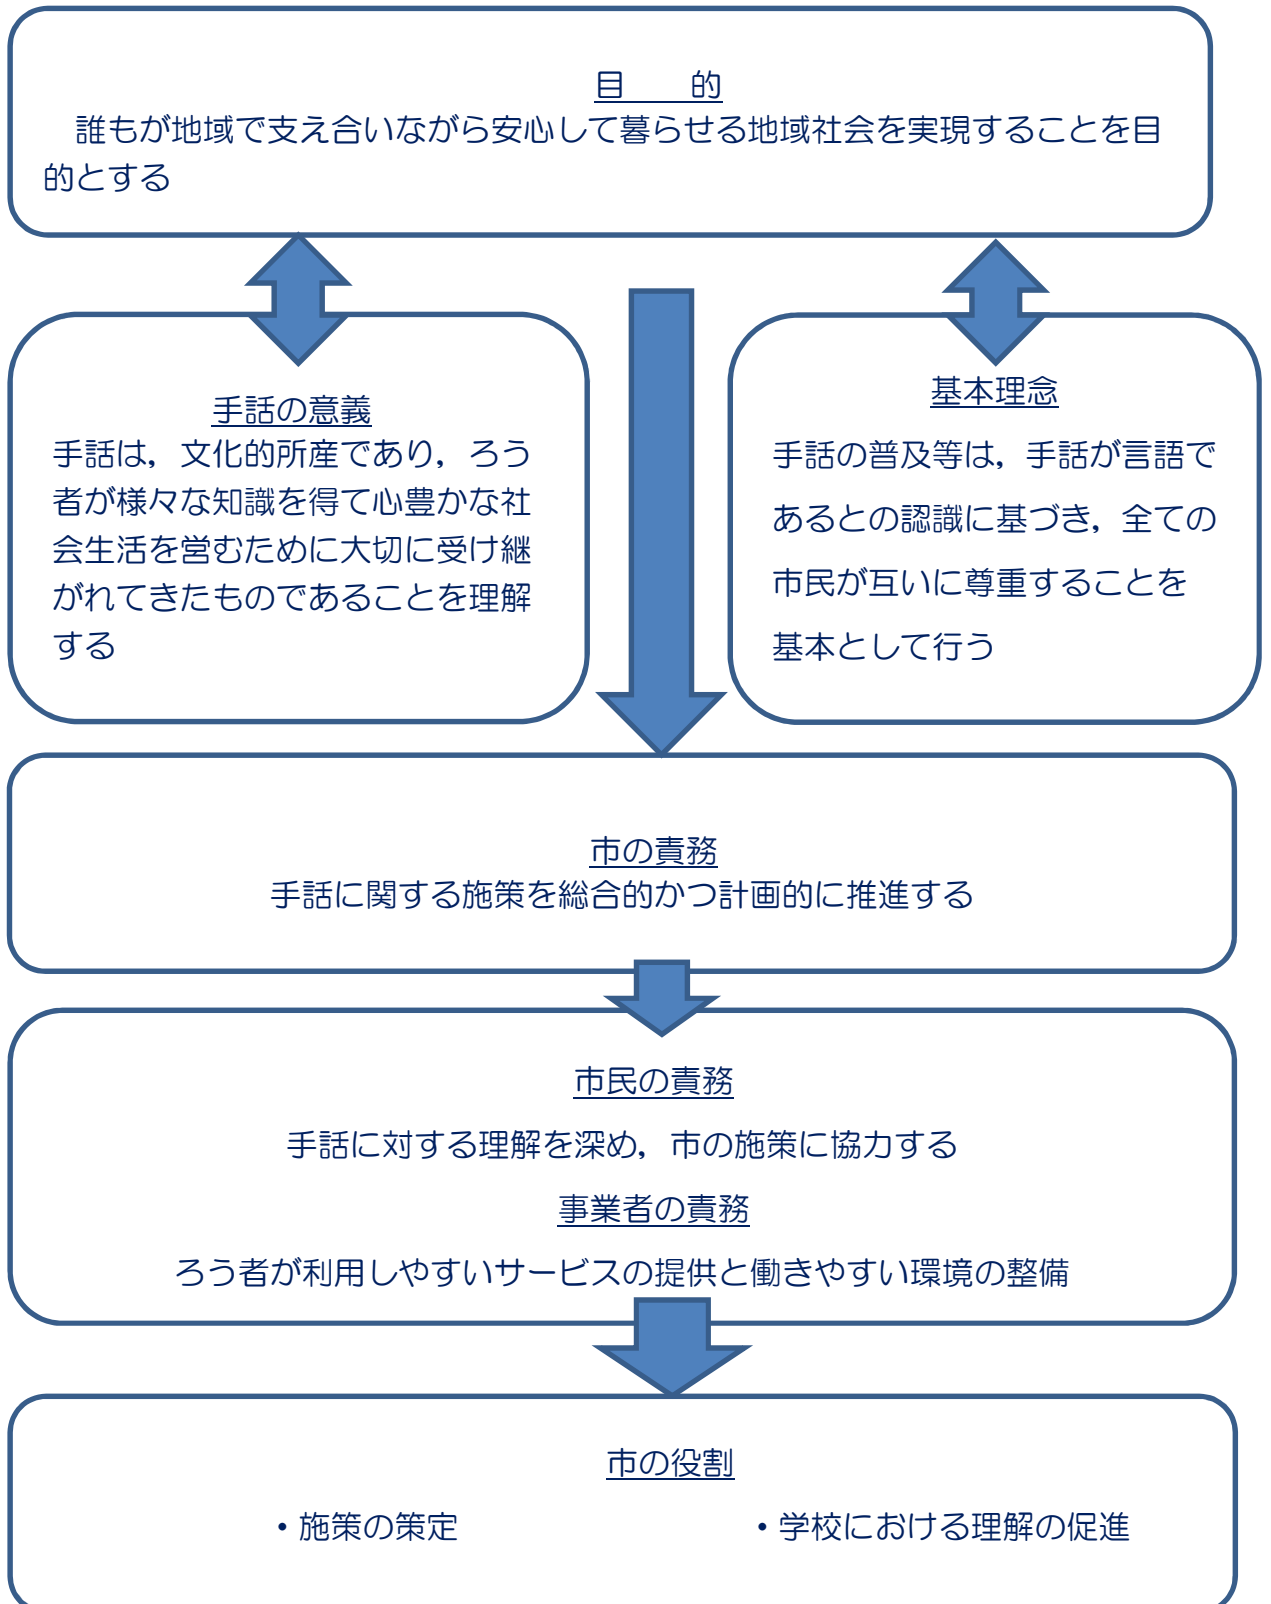 目　　的
誰もが地域で支え合いながら安心して暮らせる地域社会を実現することを目
的とする
手話の意義
手話は，文化的所産であり，ろう
者が様々な知識を得て心豊かな社
会生活を営むために大切に受け継
がれてきたものであることを理解
する
基本理念
手話の普及等は，手話が言語で
あるとの認識に基づき，全ての
市民が互いに尊重することを
基本として行う
市の責務
手話に関する施策を総合的かつ計画的に推進する
市民の責務
手話に対する理解を深め，市の施策に協力する
事業者の責務
ろう者が利用しやすいサービスの提供と働きやすい環境の整備
市の役割
・施策の策定　　　・学校における理解の促進